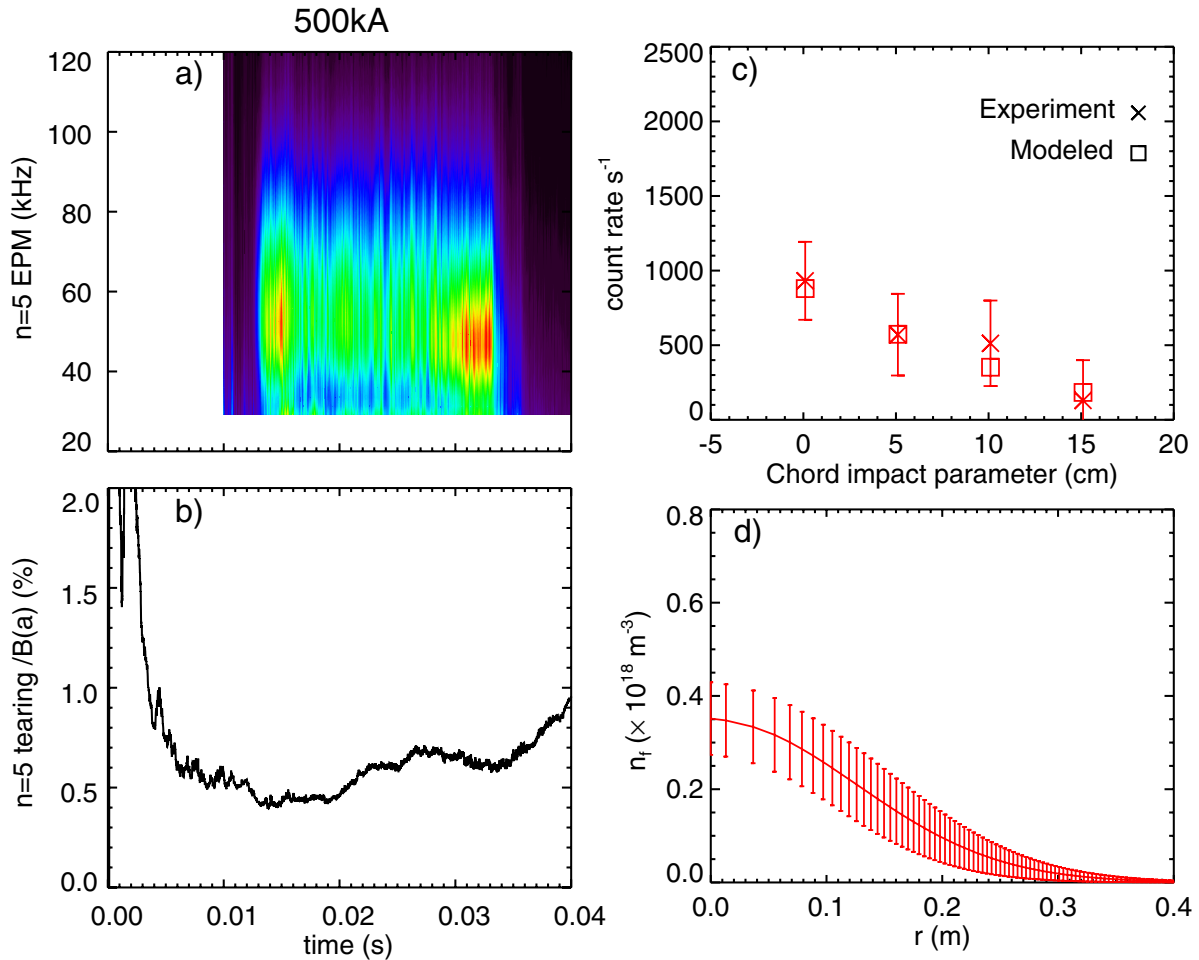 500kA
a)
n=5 EPM (kHz)
120
100
80
60
40
20
b)
n=5 tearing /B(a) (%)
2.0
1.5
1.0
0.5
0.0
0.00
0.01
0.02
0.03
0.04
time (s)
c)
count rate s⁻¹
2500
2000
1500
1000
500
0
Experiment
Modeled
-5
0
5
10
15
20
Chord impact parameter (cm)
d)
n_f (× 10¹⁸ m⁻³)
0.8
0.6
0.4
0.2
0.0
0.0
0.1
0.2
0.3
0.4
r (m)